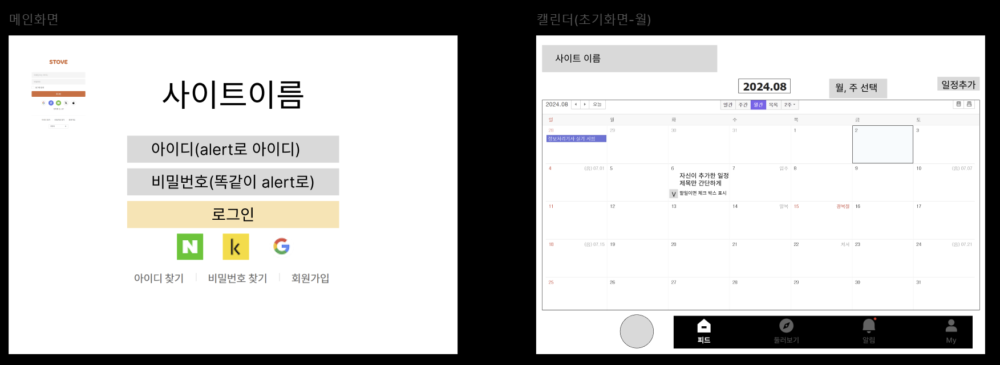 메인화면
STOVE
사이트이름
아이디(alert로 아이디)
비밀번호(똑같이 alert로)
로그인
아이디 찾기
비밀번호 찾기
회원가입
캘린더(초기화면-월)
사이트 이름
2024.08
월, 주 선택
일정추가
2024.08
오늘
일간 주간 월간 목록 2주
일 월 화 수 목 금 토
28 29 30 31 1 2 3
정보처리기사 실기 시험
4 (음) 07.01 5 6 7 입추 8 9 10 (음) 07.07
자신이 추가한 일정
제목만 간단하게
V 할일이면 체크 박스 표시
11 12 13 14 말복 15 광복절 16 17
18 (음) 07.15 19 20 21 22 처서 23 24 (음) 07.21
25 26 27 28 29 30 31
피드 둘러보기 알림 My